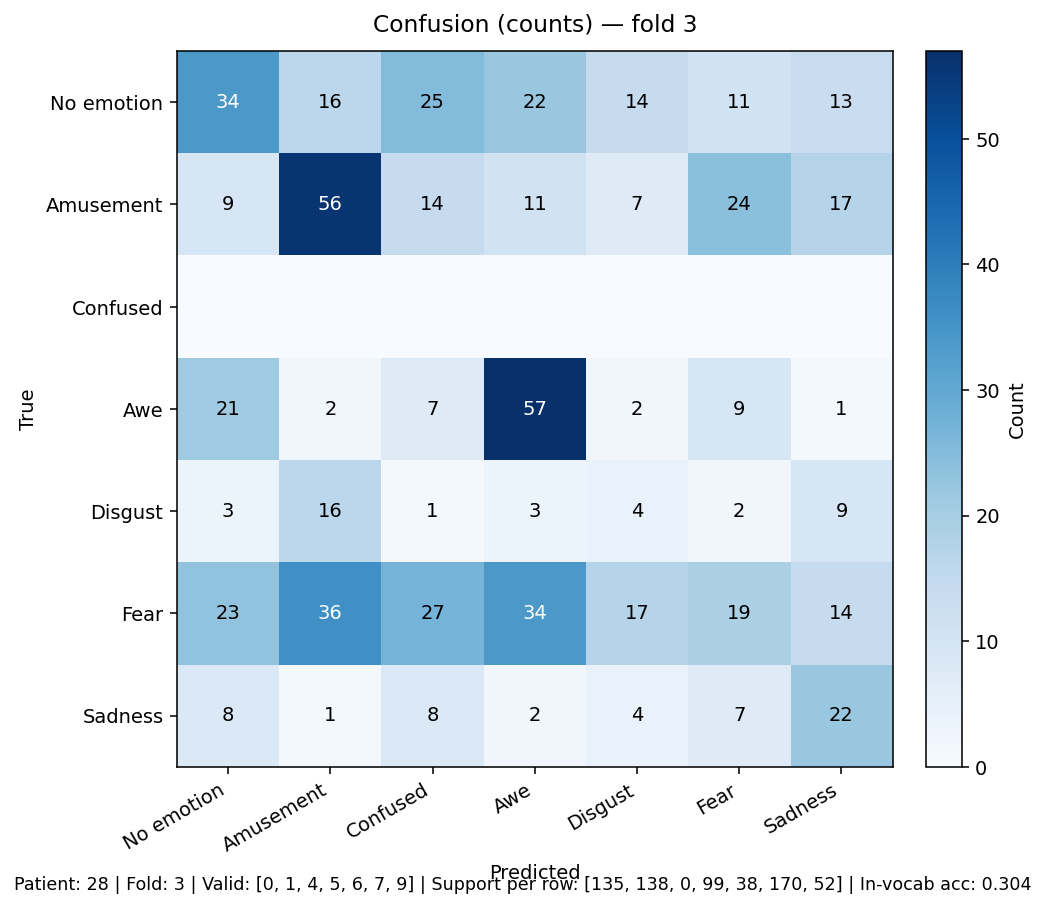 Confusion (counts) — fold 3
No emotion 34 16 25 22 14 11 13
Amusement 9 56 14 11 7 24 17
Confused
Awe 21 2 7 57 2 9 1
Disgust 3 16 1 3 4 2 9
Fear 23 36 27 34 17 19 14
Sadness 8 1 8 2 4 7 22
True
No emotion Amusement Confused Awe Disgust Fear Sadness
Predicted
50
40
30
20
10
0
Count
Patient: 28 | Fold: 3 | Valid: [0, 1, 4, 5, 6, 7, 9] | Support per row: [135, 138, 0, 99, 38, 170, 52] | In-vocab acc: 0.304